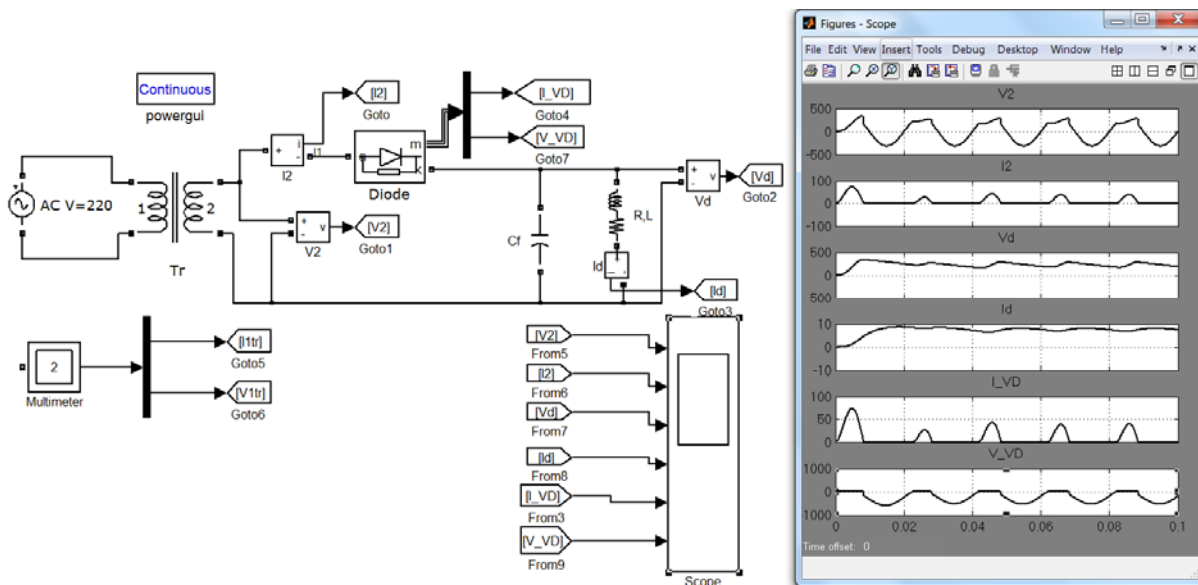 Continuous
powergui
AC V=220
1
2
Tr
[I2]
Goto
+
-
i
I1
I2
m
K
Diode
[I_VD]
Goto4
[V_VD]
Goto7
+
-
v
V2
[V2]
Goto1
Cf
R,L
Id
+
-
[Id]
Goto3
+
-
v
Vd
[Vd]
Goto2
2
Multimeter
[I1tr]
Goto5
[V1tr]
Goto6
[V2]
From5
[I2]
From6
[Vd]
From7
[Id]
From8
[I_VD]
From3
[V_VD]
From9
Scope
Figures - Scope
File Edit View Insert Tools Debug Desktop Window Help
V2
500
0
-500
I2
100
0
-100
Vd
500
0
500
Id
10
0
-10
I_VD
100
50
0
V_VD
1000
0
1000
0 0.02 0.04 0.06 0.08 0.1
Time offset: 0